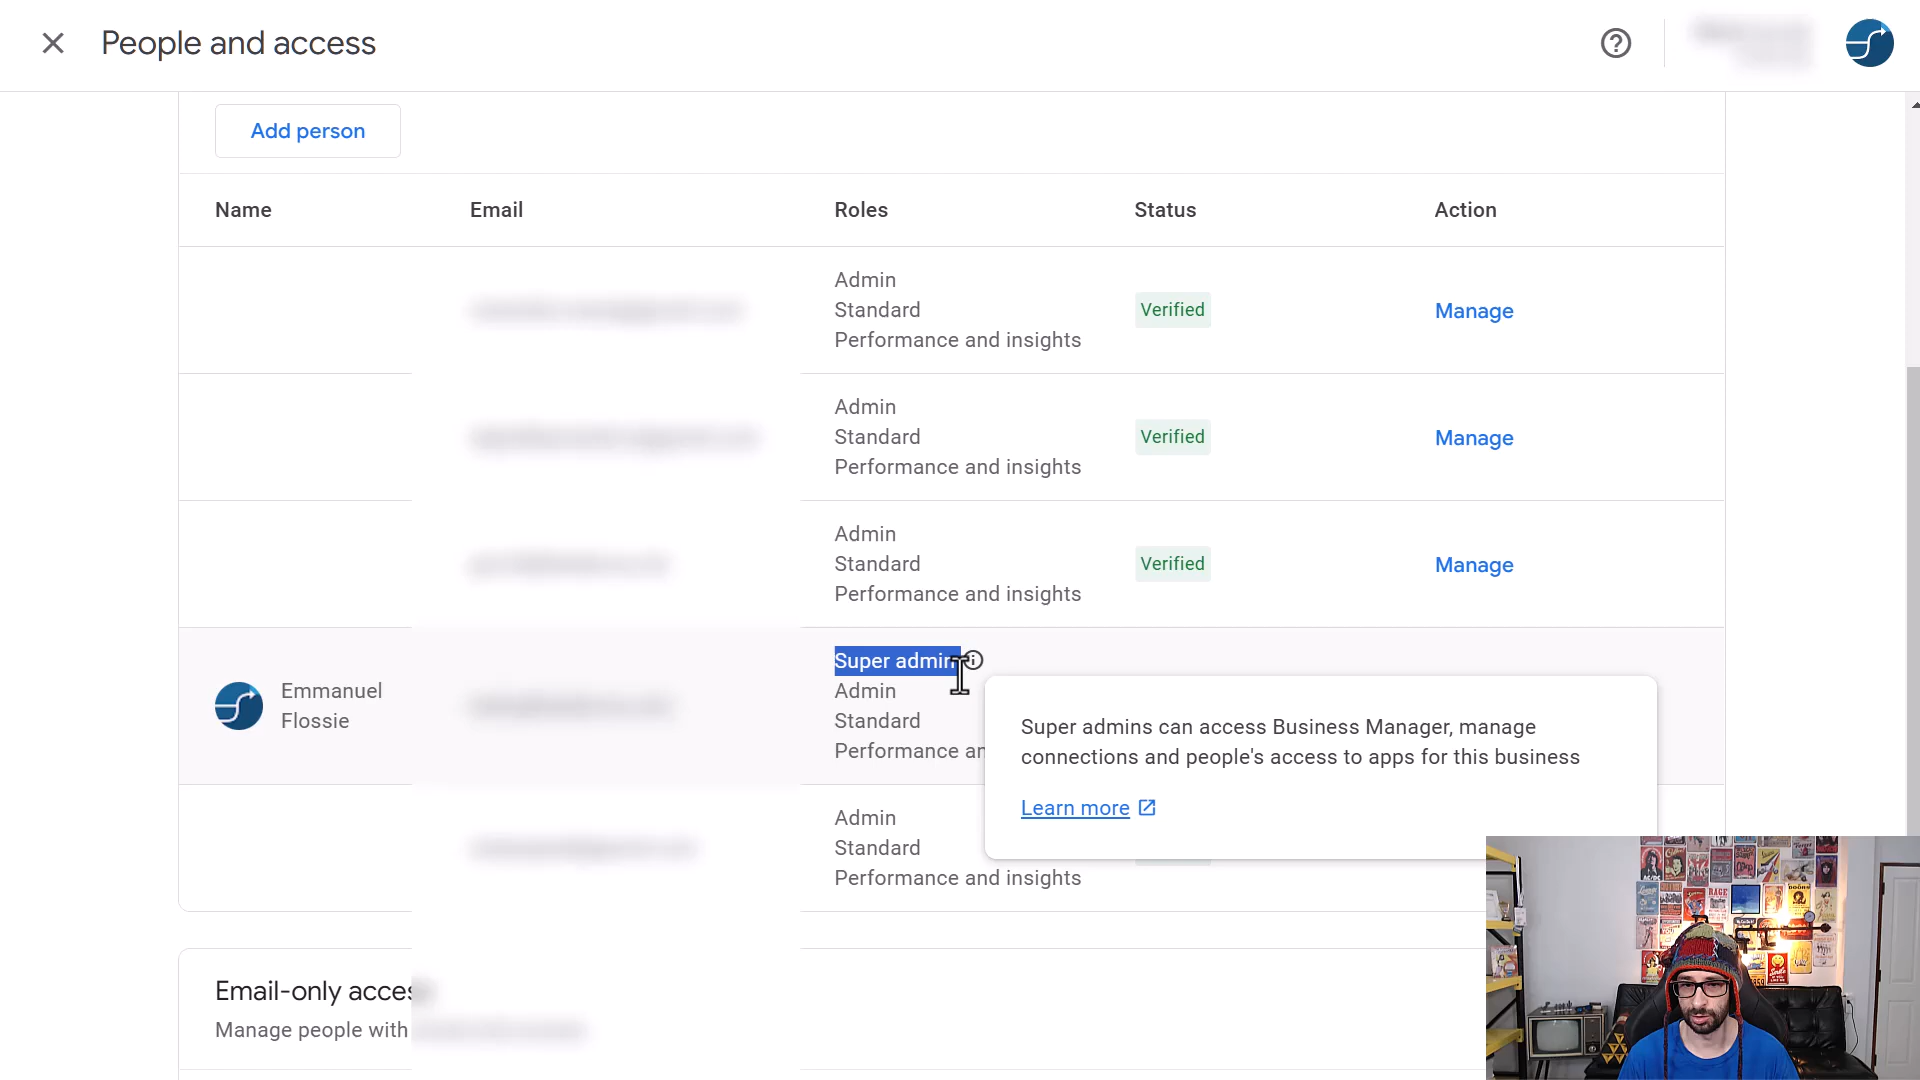 People and access
Add person
Name Email Roles Status Action
Admin
Standard
Performance and insights
Verified
Manage
Admin
Standard
Performance and insights
Verified
Manage
Admin
Standard
Performance and insights
Verified
Manage
Emmanuel
Flossie
Super admin
Admin
Standard
Performance an
Super admins can access Business Manager, manage
connections and people's access to apps for this business
Learn more
Admin
Standard
Performance and insights
Email-only acces
Manage people with